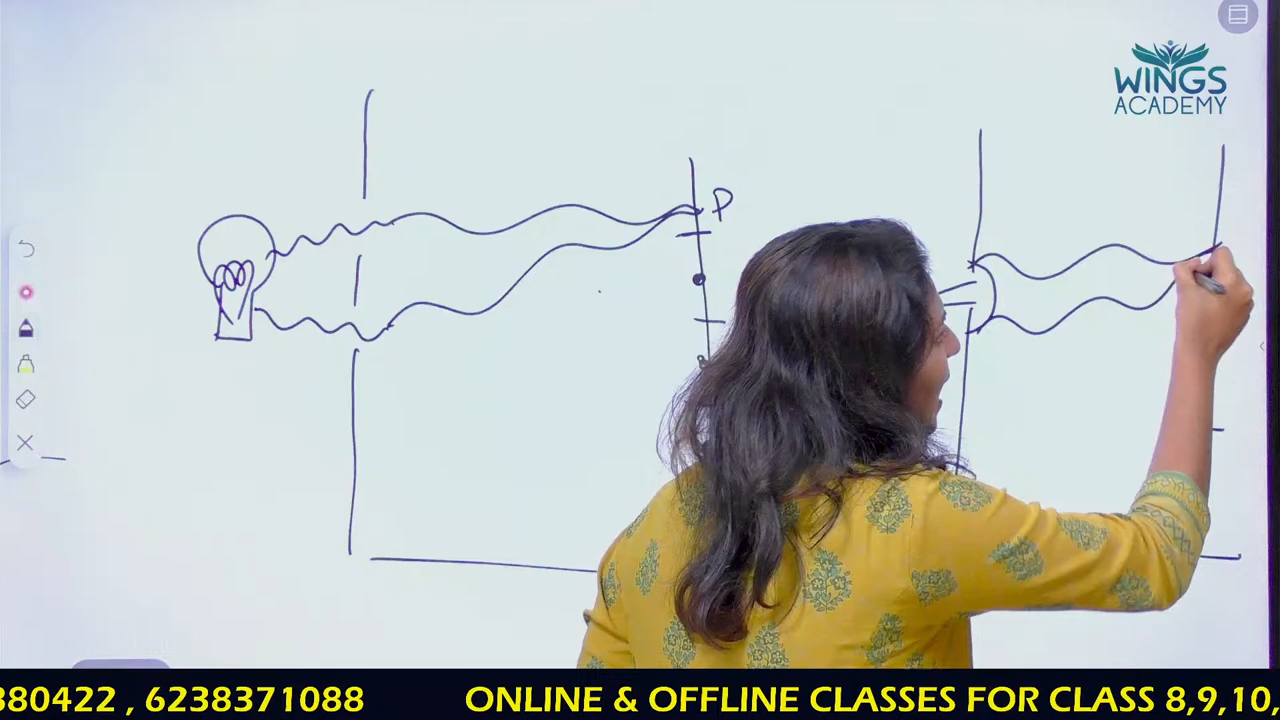 WINGS
ACADEMY
P
380422 , 6238371088 ONLINE & OFFLINE CLASSES FOR CLASS 8,9,10,